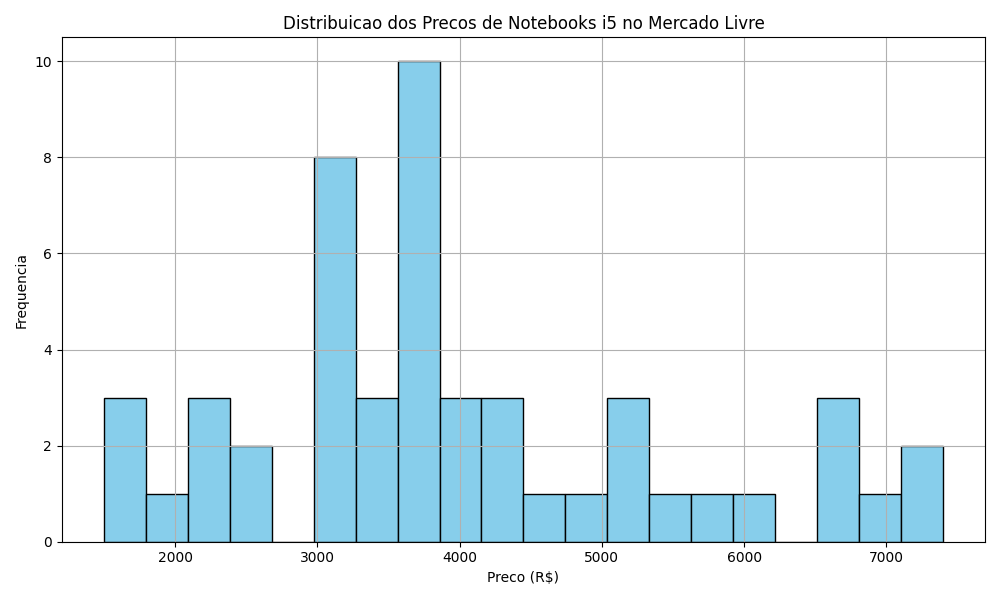 Distribuicao dos Precos de Notebooks i5 no Mercado Livre
10
8
6
4
2
0
Frequencia
2000 3000 4000 5000 6000 7000
Preco (R$)